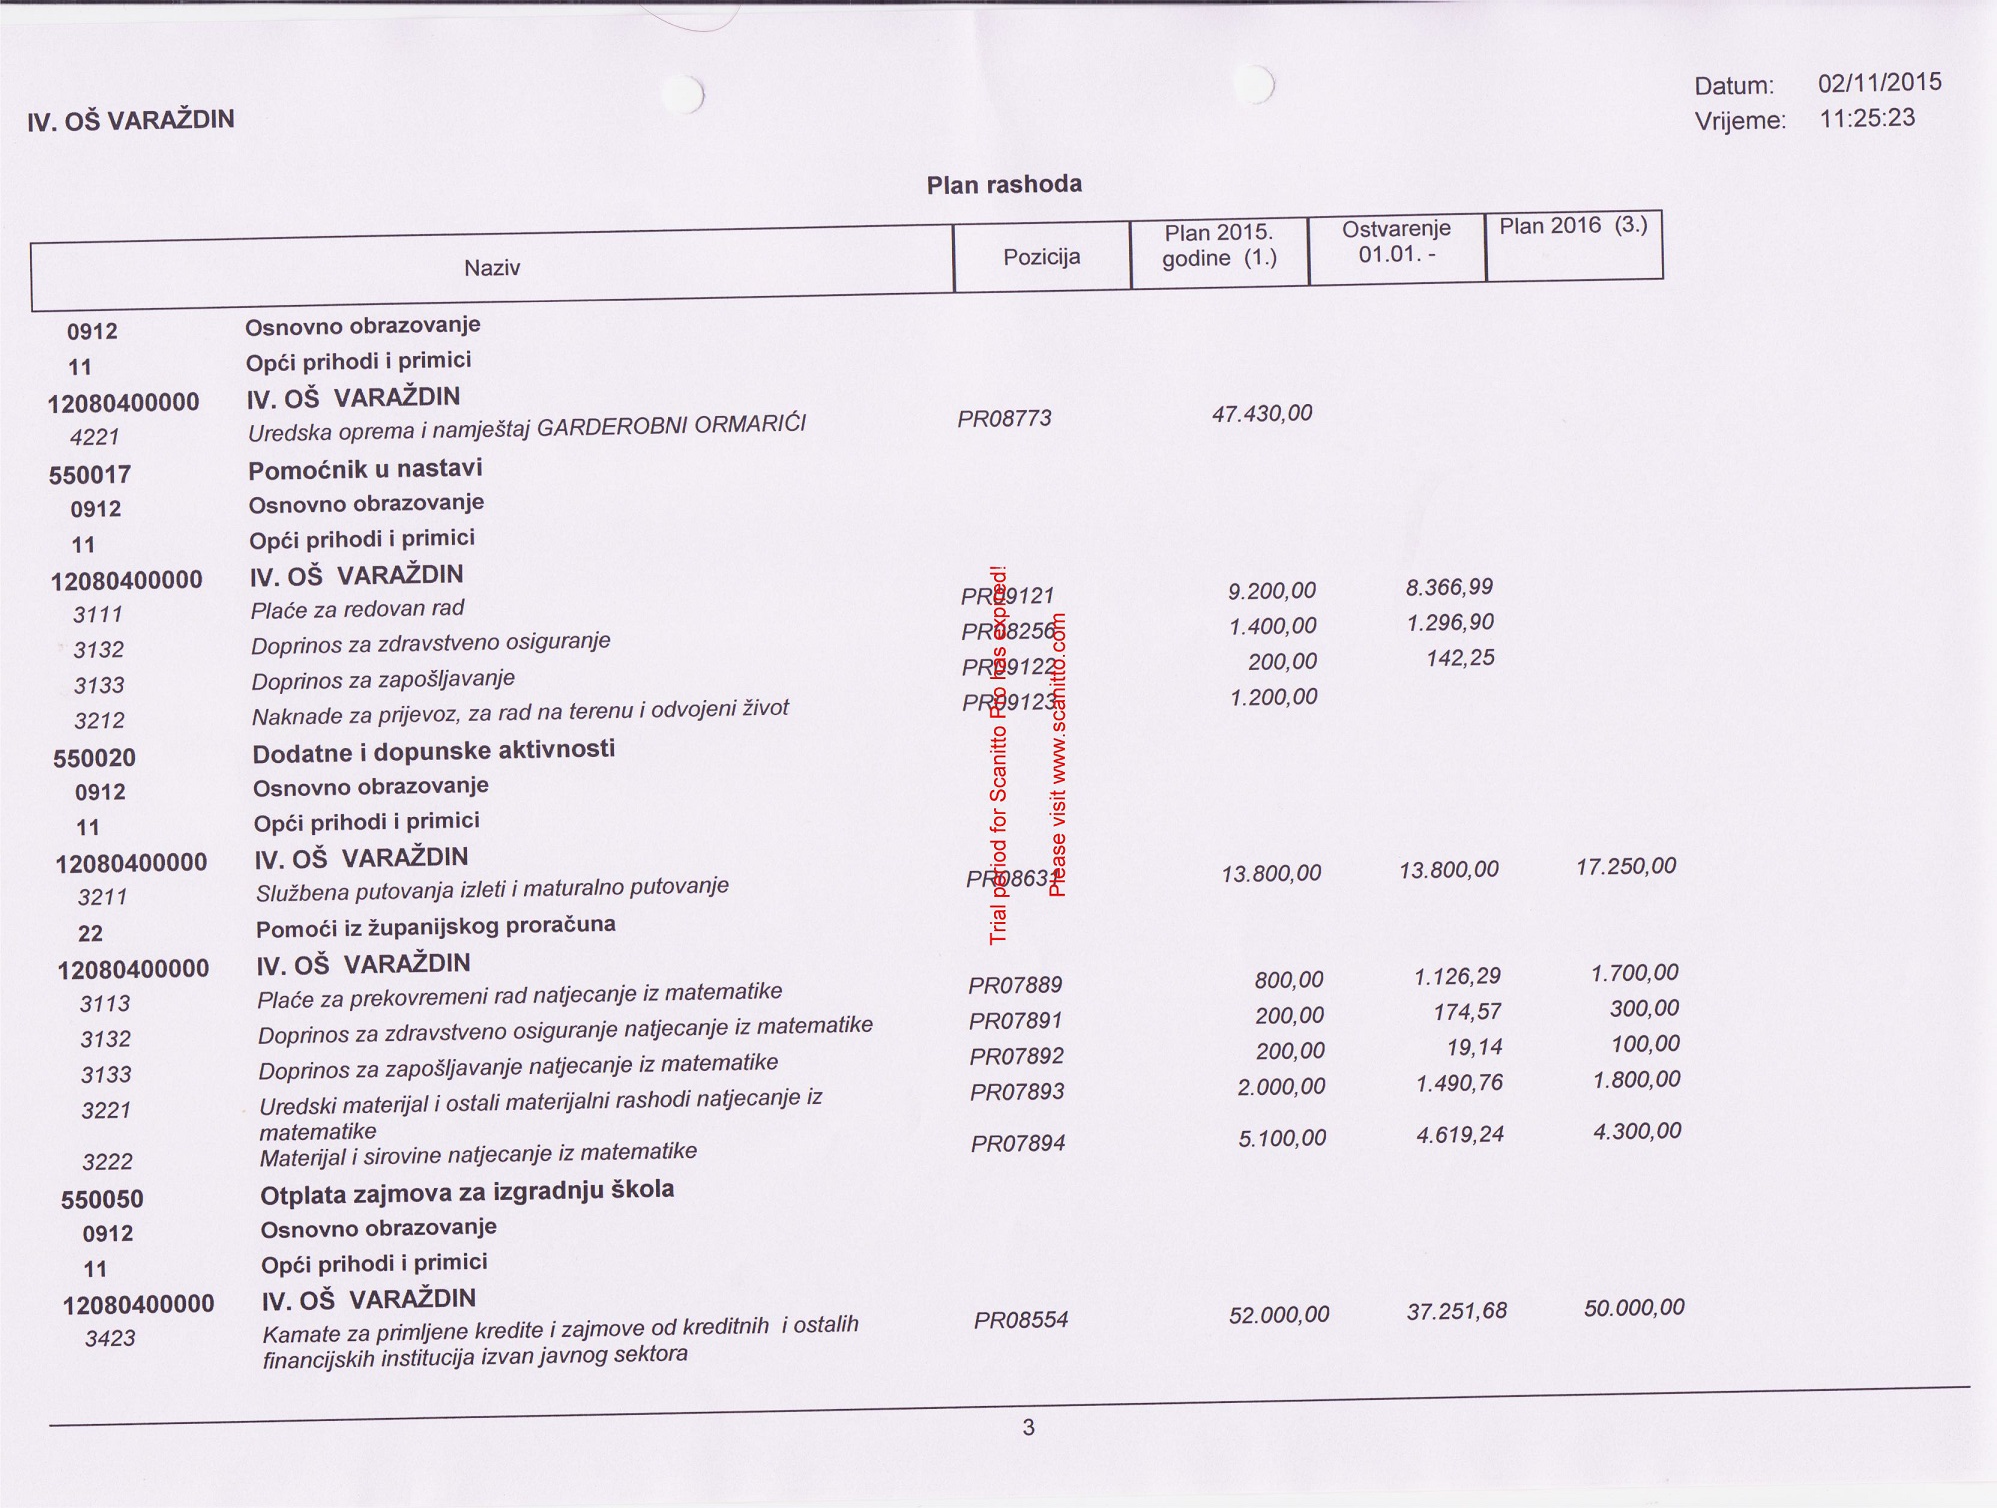 IV. OŠ VARAŽDIN
Datum: 02/11/2015
Vrijeme: 11:25:23
Plan rashoda
Naziv Pozicija Plan 2015. godine (1.) Ostvarenje 01.01. - Plan 2016 (3.)
0912 Osnovno obrazovanje
11 Opći prihodi i primici
12080400000 IV. OŠ VARAŽDIN
4221 Uredska oprema i namještaj GARDEROBNI ORMARIĆI PR08773 47.430,00
550017 Pomoćnik u nastavi
0912 Osnovno obrazovanje
11 Opći prihodi i primici
12080400000 IV. OŠ VARAŽDIN
3111 Plaće za redovan rad PR09121 9.200,00 8.366,99
3132 Doprinos za zdravstveno osiguranje PR08256 1.400,00 1.296,90
3133 Doprinos za zapošljavanje PR09122 200,00 142,25
3212 Naknade za prijevoz, za rad na terenu i odvojeni život PR09123 1.200,00
550020 Dodatne i dopunske aktivnosti
0912 Osnovno obrazovanje
11 Opći prihodi i primici
12080400000 IV. OŠ VARAŽDIN
3211 Službena putovanja izleti i maturalno putovanje PR08631 13.800,00 13.800,00 17.250,00
22 Pomoći iz županijskog proračuna
12080400000 IV. OŠ VARAŽDIN
3113 Plaće za prekovremeni rad natjecanje iz matematike PR07889 800,00 1.126,29 1.700,00
3132 Doprinos za zdravstveno osiguranje natjecanje iz matematike PR07891 200,00 174,57 300,00
3133 Doprinos za zapošljavanje natjecanje iz matematike PR07892 200,00 19,14 100,00
3221 Uredski materijal i ostali materijalni rashodi natjecanje iz PR07893 2.000,00 1.490,76 1.800,00
matematike
3222 Materijal i sirovine natjecanje iz matematike PR07894 5.100,00 4.619,24 4.300,00
550050 Otplata zajmova za izgradnju škola
0912 Osnovno obrazovanje
11 Opći prihodi i primici
12080400000 IV. OŠ VARAŽDIN
3423 Kamate za primljene kredite i zajmove od kreditnih i ostalih PR08554 52.000,00 37.251,68 50.000,00
financijskih institucija izvan javnog sektora
3
Trial period for Scanitto Pro has expired!
Please visit www.scanitto.com